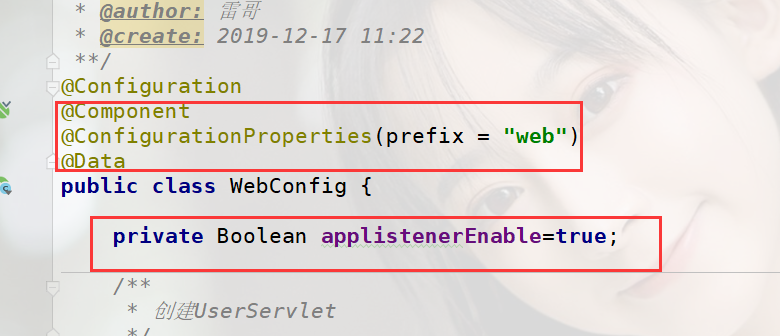 * @author: 雷哥
* @create: 2019-12-17 11:22
**/
@Configuration
@Component
@ConfigurationProperties(prefix = "web")
@Data
public class WebConfig {
private Boolean applistenerEnable=true;
/**
* 创建UserServlet
*/